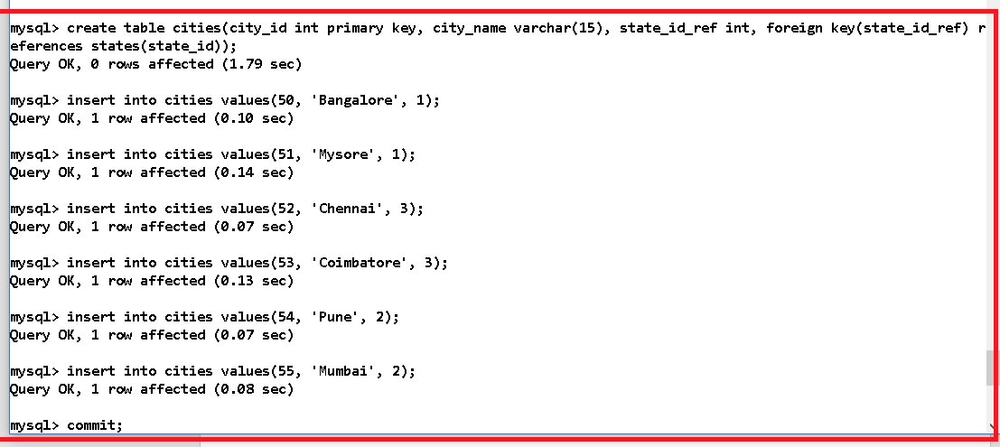 mysql> create table cities(city_id int primary key, city_name varchar(15), state_id_ref int, foreign key(state_id_ref) r
eferences states(state_id));
Query OK, 0 rows affected (1.79 sec)
mysql> insert into cities values(50, 'Bangalore', 1);
Query OK, 1 row affected (0.10 sec)
mysql> insert into cities values(51, 'Mysore', 1);
Query OK, 1 row affected (0.14 sec)
mysql> insert into cities values(52, 'Chennai', 3);
Query OK, 1 row affected (0.07 sec)
mysql> insert into cities values(53, 'Coimbatore', 3);
Query OK, 1 row affected (0.13 sec)
mysql> insert into cities values(54, 'Pune', 2);
Query OK, 1 row affected (0.07 sec)
mysql> insert into cities values(55, 'Mumbai', 2);
Query OK, 1 row affected (0.08 sec)
mysql> commit;